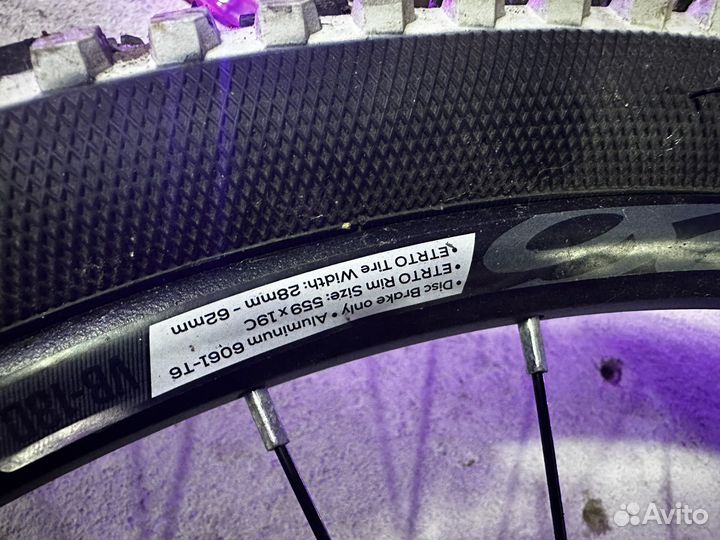 • Disc Brake only • Aluminum 6061-T6
• ETRTO Rim Size: 559 x 19C
• ETRTO Tire Width: 28mm - 62mm
Avito